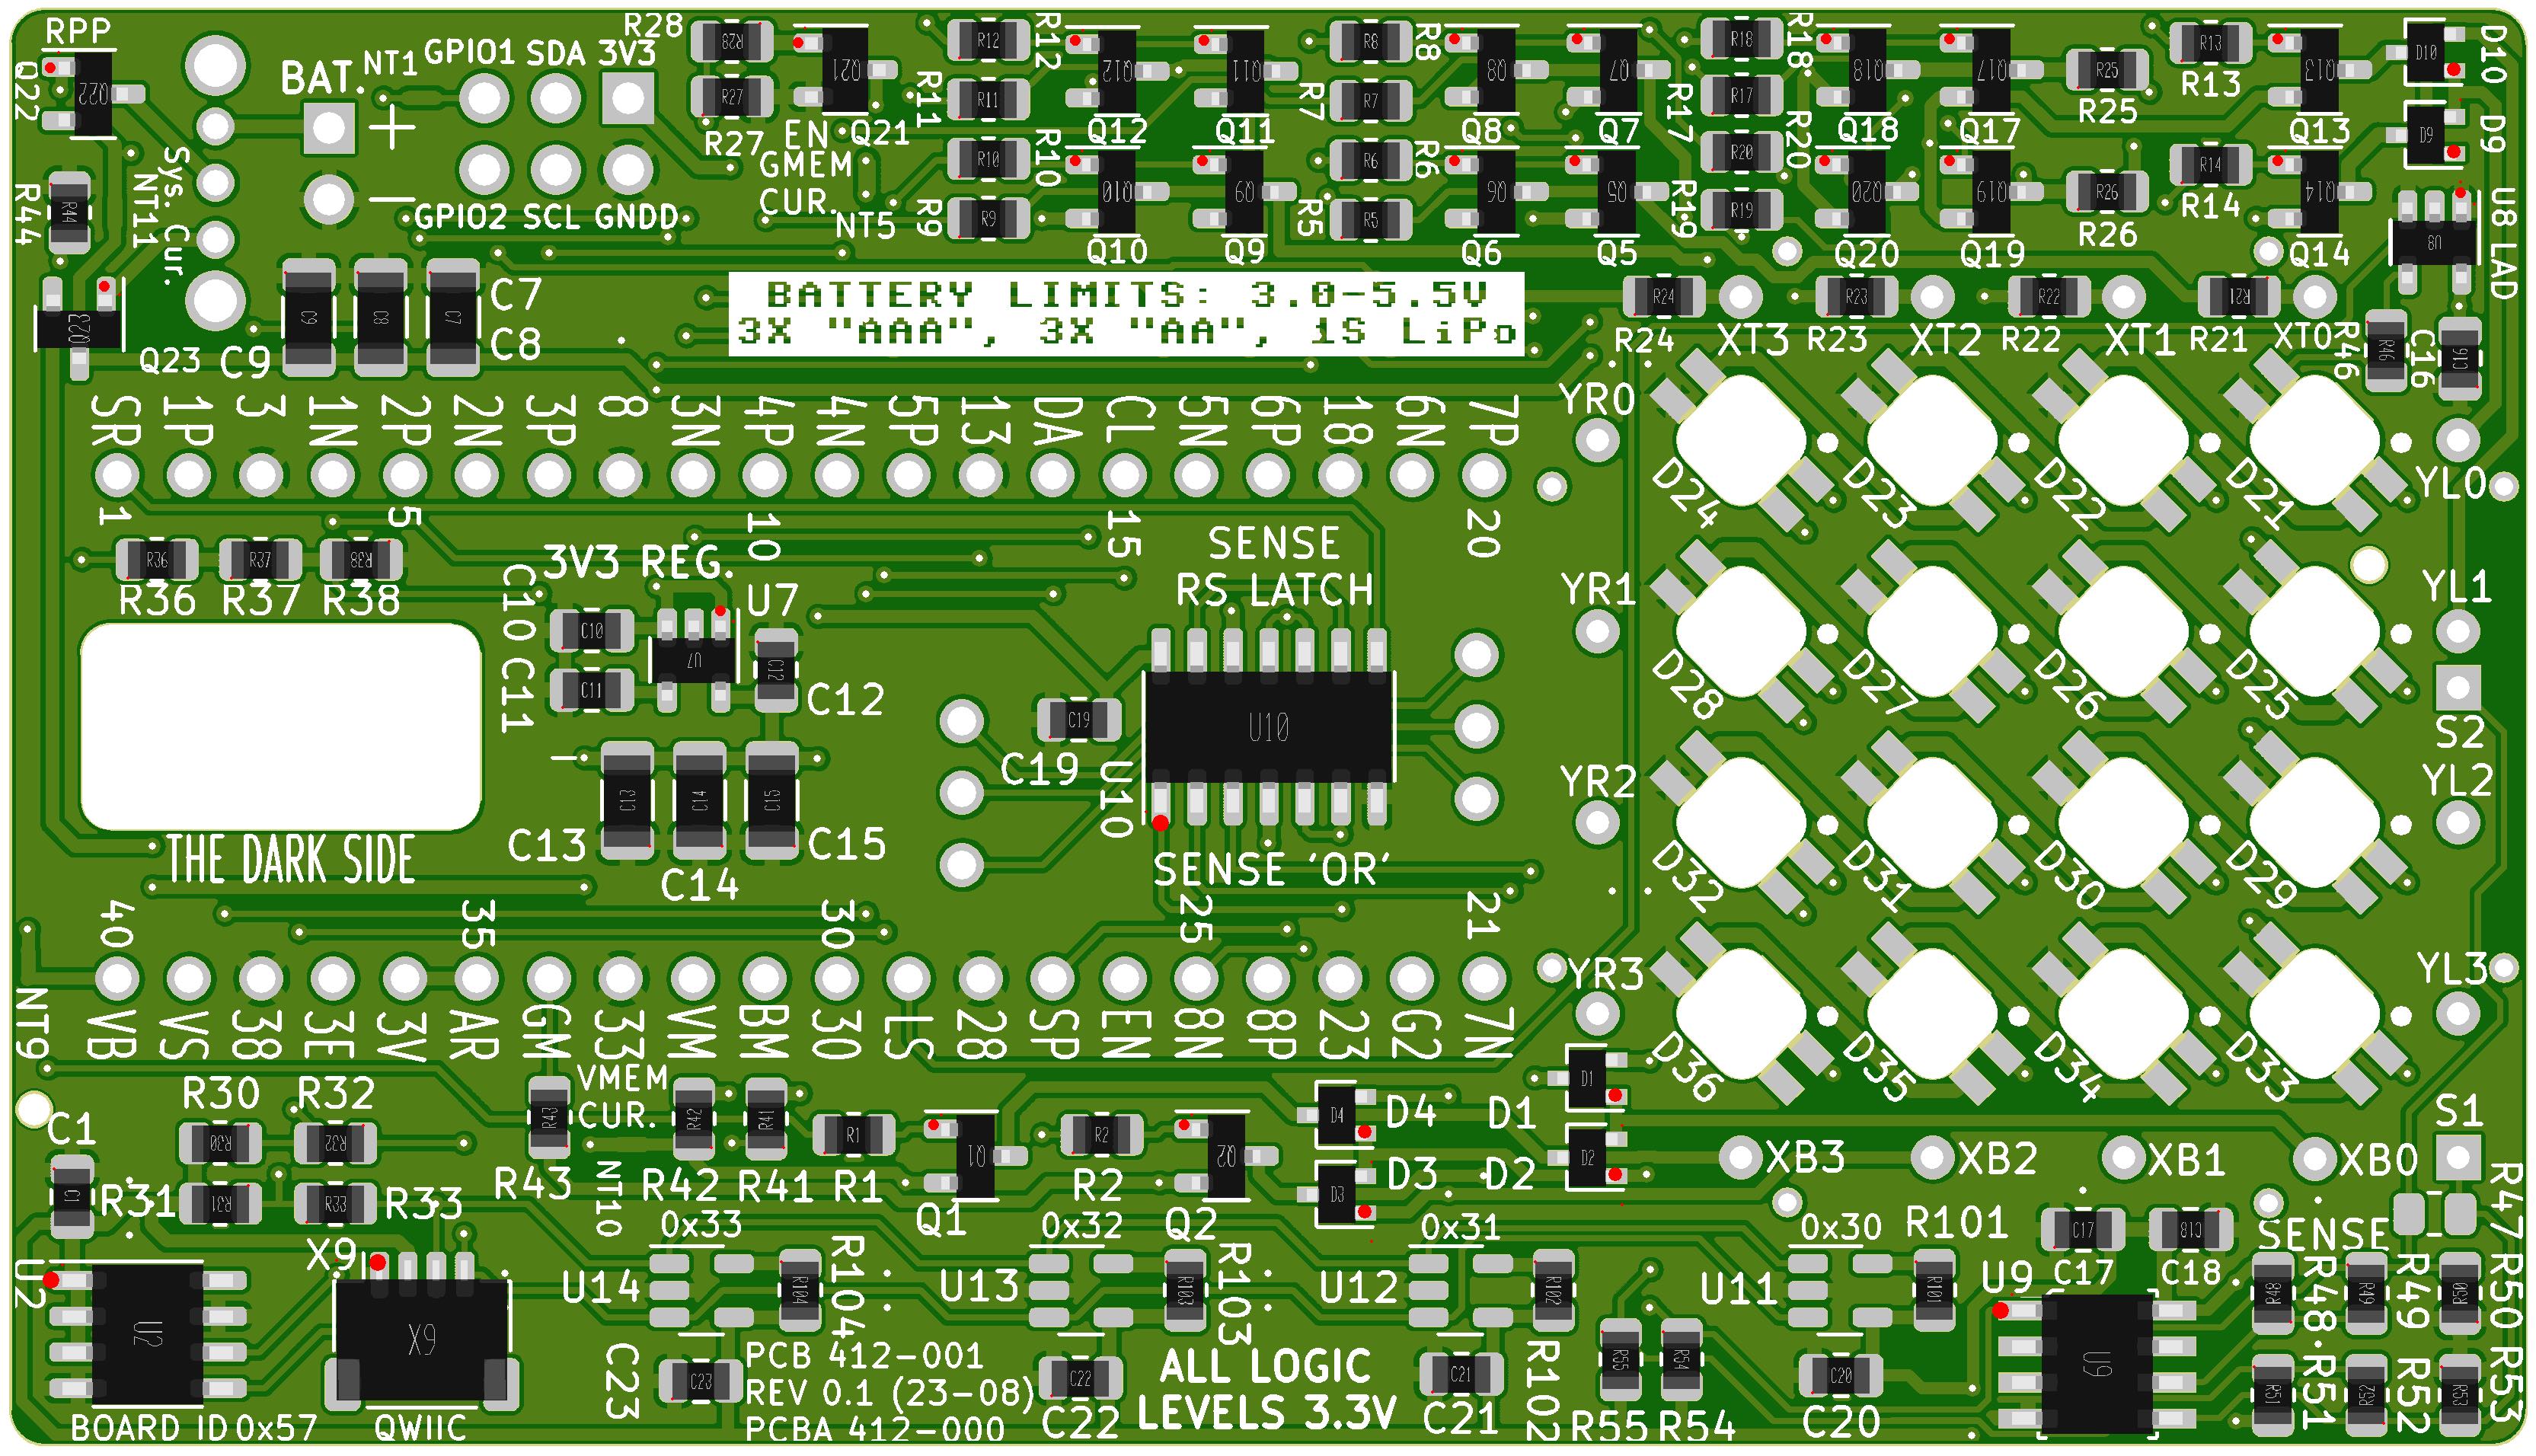 RPP
Q22
R44
NT11
Sys. Cur.
BAT.
NT1
+
-
GPIO1 SDA 3V3
GPIO2 SCL GNDD
R28
R27
Q21
EN
GMEM
CUR.
NT5
R12
R11
R10
R9
Q12
Q11
Q10
Q9
R8
R7
R6
R5
Q8
Q7
Q6
Q5
R18
R17
R20
R19
Q18
Q17
Q20
Q19
R25
R26
R13
R14
Q13
Q14
D10
D9
U8 LAD
Q23
C9
C7
C8
BATTERY LIMITS: 3.0-5.5V
3X "AAA", 3X "AA", 1S LiPo
R24
XT3
R23
XT2
R22
XT1
R21
XT0
R46
C16
SR 1P 3 1N 2P 2N 3P 8 3N 4P 4N 5P 13 DA CL 5N 6P 18 6N 7P
1 5 10 15 20
YR0
D24
D23
D22
D21
YL0
R36
R37
R38
3V3 REG.
C10
C11
U7
C12
SENSE
RS LATCH
YR1
D28
D27
D26
D25
YL1
S2
C19
U10
SENSE 'OR'
C13
C14
C15
THE DARK SIDE
YR2
D32
D31
D30
D29
YL2
40 35 30 25 21
VB VS 38 3E 3V AR GM 33 VM BM 30 LS 28 SP EN 8N 8P 23 G2 7N
NT9
YR3
D36
D35
D34
D33
YL3
C1
R30
R32
R31
R33
VMEM
CUR.
R43
NT10
R42
R41
R1
Q1
R2
Q2
D4
D3
D1
D2
XB3
XB2
XB1
XB0
S1
R47
U2
X9
0x33
U14
R104
0x32
U13
R103
0x31
U12
R102
0x30
U11
R101
U9
C17
C18
SENSE
R48
R49
R50
R51
R52
R53
BOARD ID 0x57
QWIIC
C23
PCB 412-001
REV 0.1 (23-08)
PCBA 412-000
C22
ALL LOGIC
LEVELS 3.3V
C21
R55
R54
C20